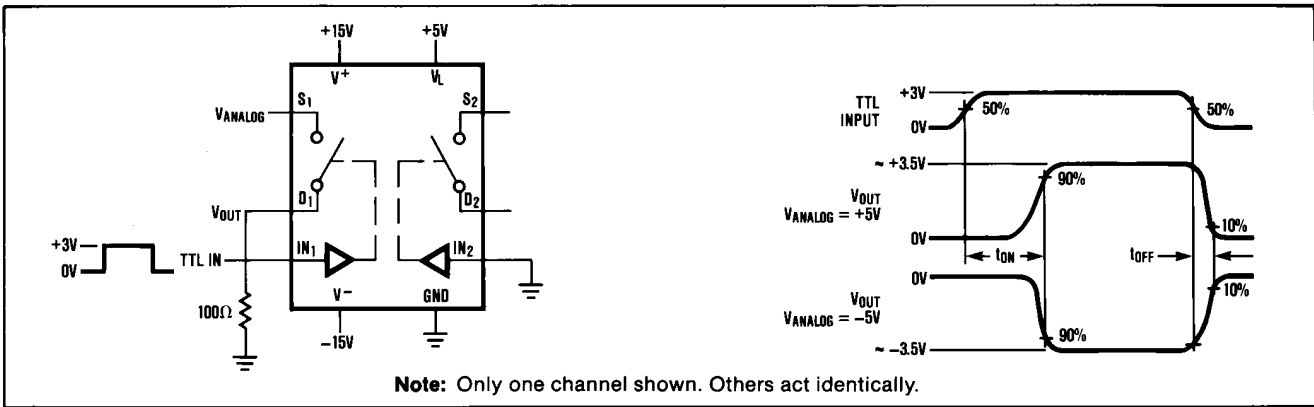 +15V
+5V
V+
VL
S1
S2
VANALOG
D1
D2
VOUT
+3V
0V
TTL IN
IN1
IN2
V−
GND
100Ω
−15V
TTL
INPUT
+3V
0V
50%
50%
≈ +3.5V
90%
VOUT
VANALOG = +5V
10%
0V
tON
tOFF
0V
10%
VOUT
VANALOG = −5V
90%
≈ −3.5V
Note: Only one channel shown. Others act identically.